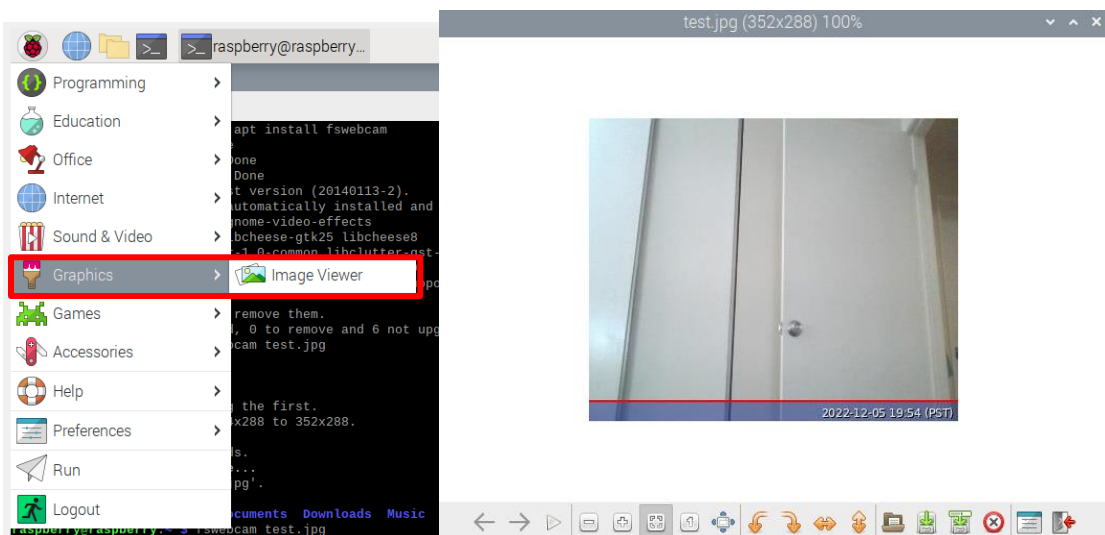 test.jpg (352x288) 100%
raspberry@raspberry...
Programming
Education
Office
Internet
Sound & Video
Graphics
Image Viewer
Games
Accessories
Help
Preferences
Run
Logout
apt install fswebcam
Done
Done
st version (20140113-2).
automatically installed and
gnome-video-effects
ibcheese-gtk25 libcheese8
remove them.
, 0 to remove and 6 not upg
cam test.jpg
the first.
x288 to 352x288.
ds.
...
pg'.
cuments Downloads Music
raspberry@raspberry:~ $ fswebcam test.jpg
2022-12-05 19:54 (PST)